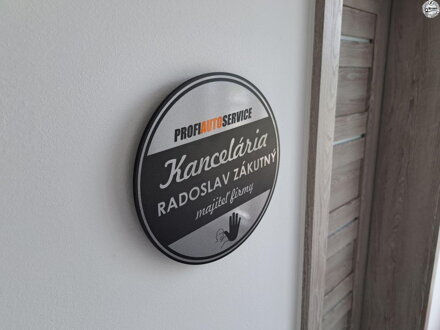 PROFIAUTOSERVICE
Kancelária
RADOSLAV ZÁKUTNÝ
majiteľ firmy